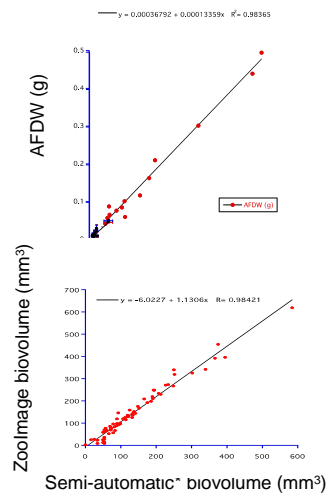 y = 0.00036792 + 0.00013359x R²= 0.98365
AFDW (g)
0.5
0.4
0.3
0.2
0.1
0
AFDW (g)
ZooImage biovolume (mm³)
y = -6.0227 + 1.1306x R= 0.98421
700
600
500
400
300
200
100
0
0 100 200 300 400 500 600
Semi-automatic* biovolume (mm³)